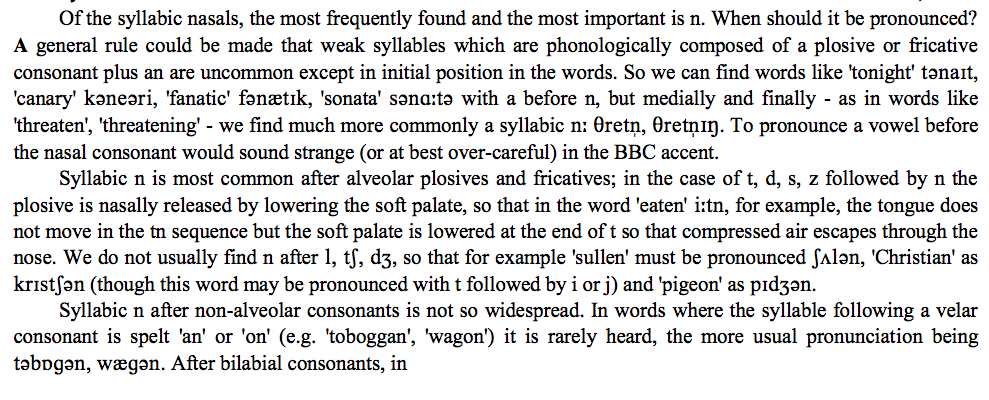 Of the syllabic nasals, the most frequently found and the most important is n. When should it be pronounced?
A general rule could be made that weak syllables which are phonologically composed of a plosive or fricative
consonant plus an are uncommon except in initial position in the words. So we can find words like 'tonight' tənaɪt,
'canary' kəneəri, 'fanatic' fənætɪk, 'sonata' sənɑːtə with a before n, but medially and finally - as in words like
'threaten', 'threatening' - we find much more commonly a syllabic n: θretn̩, θretn̩ɪŋ. To pronounce a vowel before
the nasal consonant would sound strange (or at best over-careful) in the BBC accent.
Syllabic n is most common after alveolar plosives and fricatives; in the case of t, d, s, z followed by n the
plosive is nasally released by lowering the soft palate, so that in the word 'eaten' i:tn, for example, the tongue does
not move in the tn sequence but the soft palate is lowered at the end of t so that compressed air escapes through the
nose. We do not usually find n after l, tʃ, dʒ, so that for example 'sullen' must be pronounced ʃʌlən, 'Christian' as
krɪstʃən (though this word may be pronounced with t followed by i or j) and 'pigeon' as pɪdʒən.
Syllabic n after non-alveolar consonants is not so widespread. In words where the syllable following a velar
consonant is spelt 'an' or 'on' (e.g. 'toboggan', 'wagon') it is rarely heard, the more usual pronunciation being
təbɒgən, wægən. After bilabial consonants, in